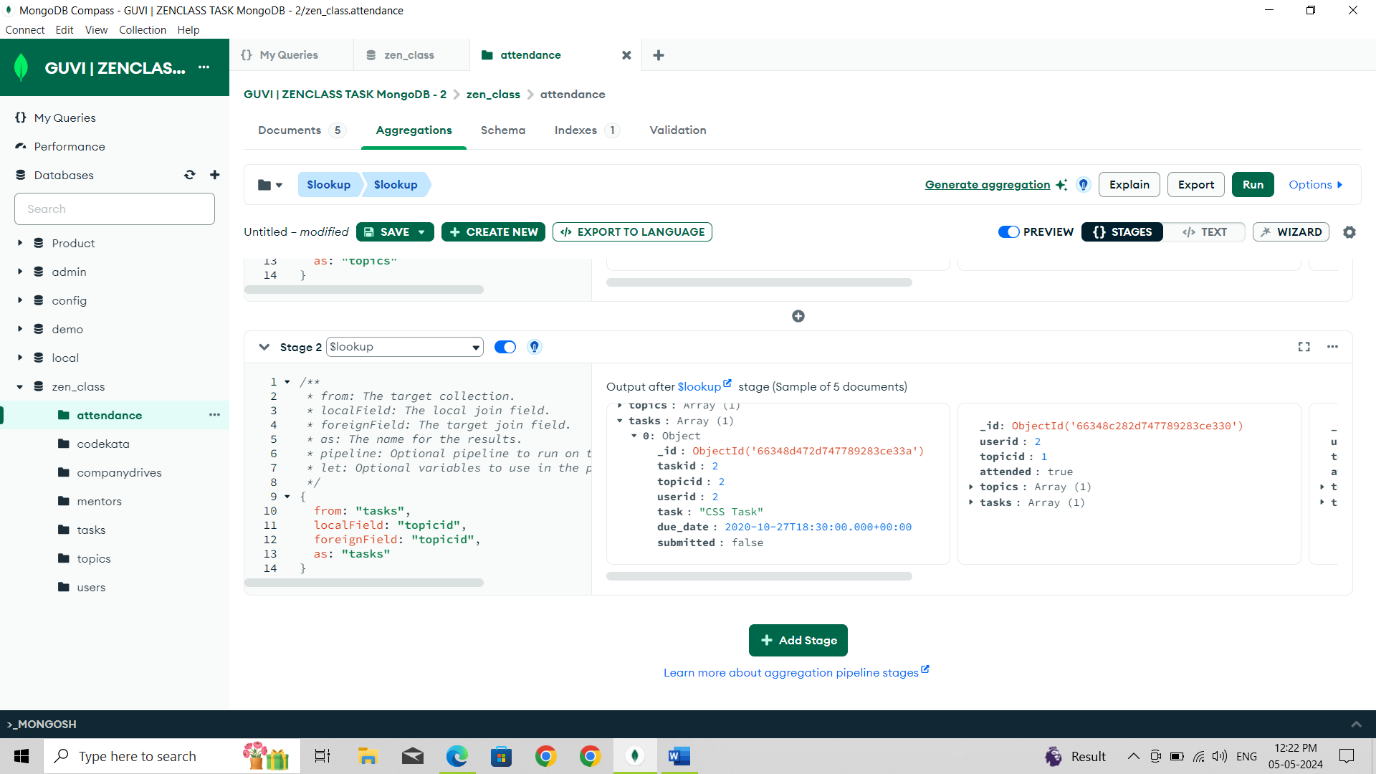 MongoDB Compass - GUVI | ZENCLASS TASK MongoDB - 2/zen_class.attendance
Connect Edit View Collection Help
GUVI | ZENCLAS... ···
{} My Queries
zen_class
attendance
GUVI | ZENCLASS TASK MongoDB - 2 > zen_class > attendance
My Queries
Performance
Databases
Search
Product
admin
config
demo
local
zen_class
attendance
codekata
companydrives
mentors
tasks
topics
users
Documents 5
Aggregations
Schema
Indexes 1
Validation
$lookup $lookup
Generate aggregation
Explain
Export
Run
Options
Untitled – modified
SAVE
+ CREATE NEW
</> EXPORT TO LANGUAGE
PREVIEW
{} STAGES
</> TEXT
WIZARD
13 as: "topics"
14 }
Stage 2 $lookup
1 /**
2 * from: The target collection.
3 * localField: The local join field.
4 * foreignField: The target join field.
5 * as: The name for the results.
6 * pipeline: Optional pipeline to run on t
7 * let: Optional variables to use in the p
8 */
9 {
10 from: "tasks",
11 localField: "topicid",
12 foreignField: "topicid",
13 as: "tasks"
14 }
Output after $lookup stage (Sample of 5 documents)
topics : Array (1)
tasks : Array (1)
0: Object
_id : ObjectId('66348d472d747789283ce33a')
taskid : 2
topicid : 2
userid : 2
task : "CSS Task"
due_date : 2020-10-27T18:30:00.000+00:00
submitted : false
_id: ObjectId('66348c282d747789283ce330')
userid : 2
topicid : 1
attended : true
topics : Array (1)
tasks : Array (1)
+ Add Stage
Learn more about aggregation pipeline stages
>_MONGOSH
Type here to search
Result
ENG
12:22 PM
05-05-2024